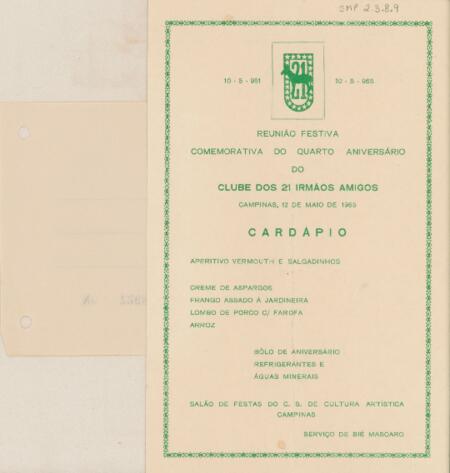 SMP 2.3.8.9
21
10 - 5 - 961
10 - 5 - 965
REUNIÃO FESTIVA
COMEMORATIVA DO QUARTO ANIVERSÁRIO
DO
CLUBE DOS 21 IRMÃOS AMIGOS
CAMPINAS, 12 DE MAIO DE 1965
CARDÁPIO
APERITIVO VERMOUTH E SALGADINHOS
CREME DE ASPARGOS
FRANGO ASSADO À JARDINEIRA
LOMBO DE PORCO C/ FAROFA
ARROZ
BÔLO DE ANIVERSÁRIO
REFRIGERANTES E
ÁGUAS MINERAIS
SALÃO DE FESTAS DO C. S. DE CULTURA ARTÍSTICA
CAMPINAS
SERVIÇO DE BIÉ MASCARO